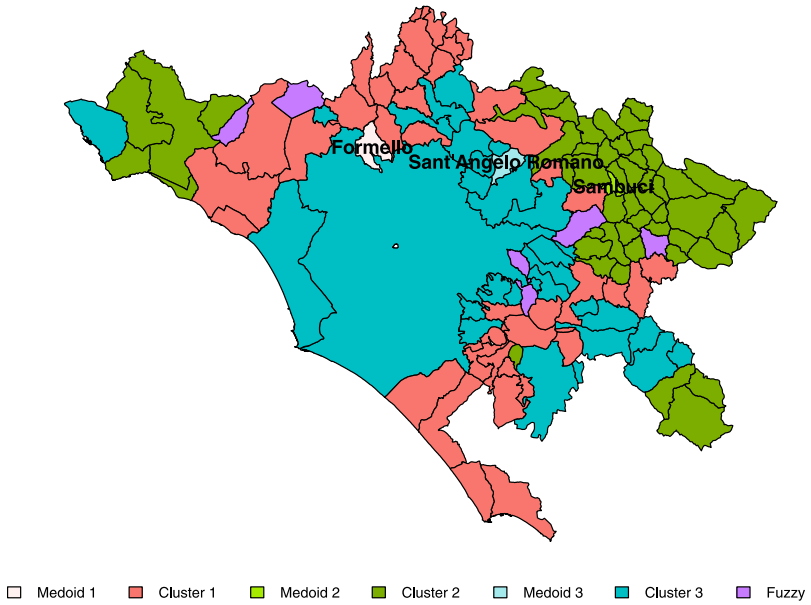 Formello
Sant'Angelo Romano
Sambuci
Medoid 1 Cluster 1 Medoid 2 Cluster 2 Medoid 3 Cluster 3 Fuzzy